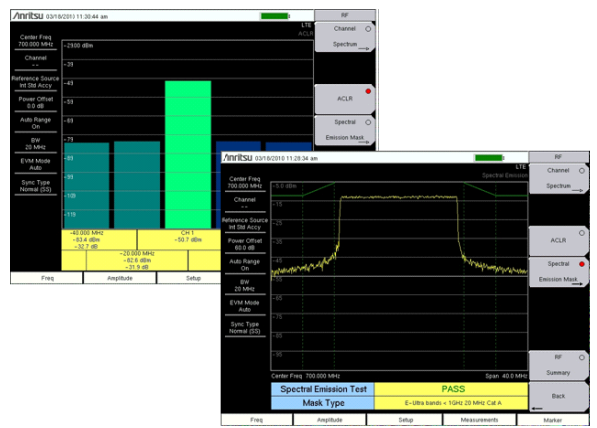 Anritsu 03/18/2010 11:30:44 am
RF
LTE
ACLR
Center Freq
700.000 MHz
Channel
--
Reference Source
Int Std Accy
Power Offset
0.0 dB
Auto Range
On
BW
20 MHz
EVM Mode
Auto
Sync Type
Normal (SS)
-39
-49
-59
-69
-79
-89
-99
-109
-119
-40.000 MHz
-83.4 dBm
-32.7 dB
CH 1
-50.7 dBm
-20.000 MHz
-82.6 dBm
-31.9 dB
Freq
Amplitude
Setup
Channel
Spectrum
ACLR
Spectral
Emission Mask
Anritsu 03/18/2010 11:28:34 am
RF
LTE
Spectral Emission
Center Freq
700.000 MHz
Channel
--
Reference Source
Int Std Accy
Power Offset
60.0 dB
Auto Range
On
BW
20 MHz
EVM Mode
Auto
Sync Type
Normal (SS)
-5.0 dBm
-15
-25
-35
-45
-55
-65
-75
-85
-95
Center Freq 700.000 MHz
Span 40.0 MHz
Spectral Emission Test
PASS
Mask Type
E-Utra bands < 1GHz 20 MHz Cat A
Freq
Amplitude
Setup
Measurements
Marker
Channel
Spectrum
ACLR
Spectral
Emission Mask
RF
Summary
Back